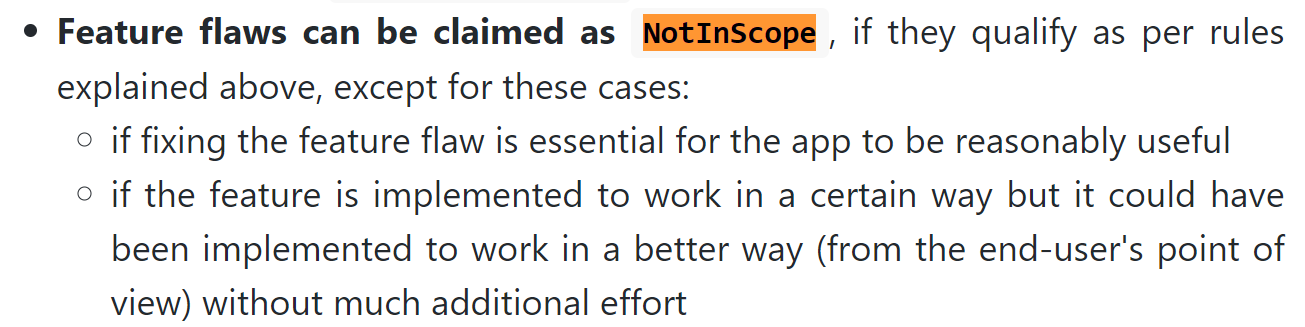 • Feature flaws can be claimed as NotInScope , if they qualify as per rules
explained above, except for these cases:
○ if fixing the feature flaw is essential for the app to be reasonably useful
○ if the feature is implemented to work in a certain way but it could have
been implemented to work in a better way (from the end-user's point of
view) without much additional effort